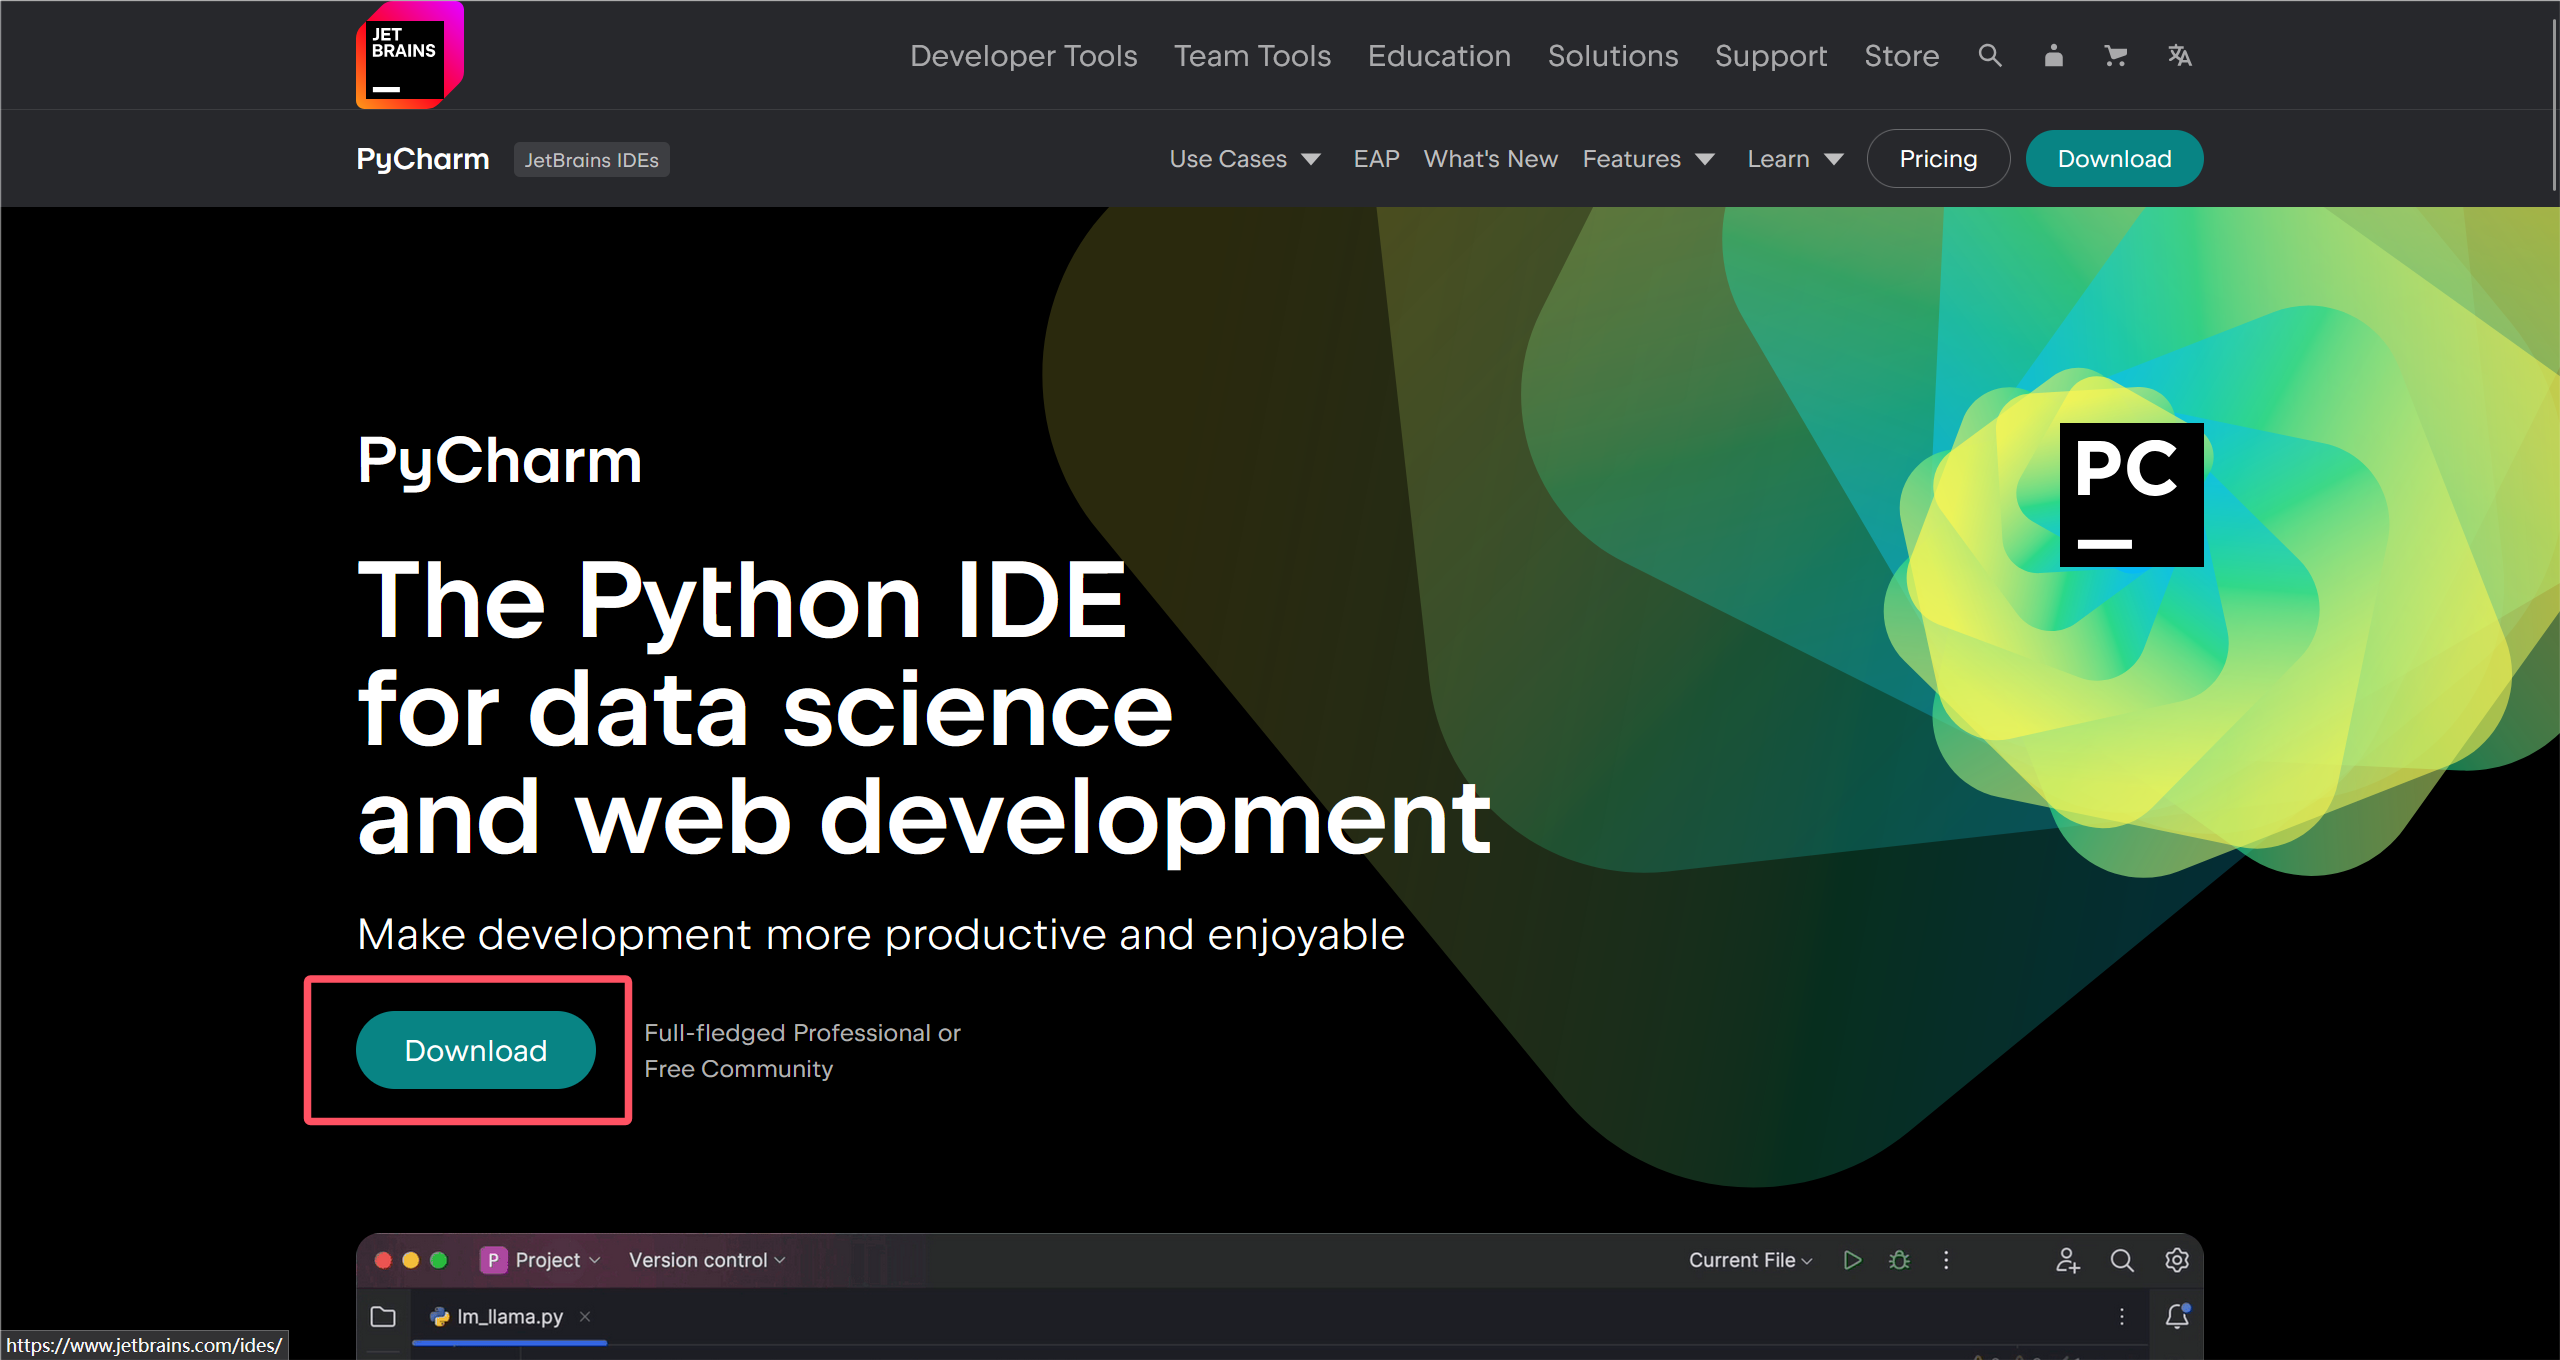 JET
BRAINS
Developer Tools Team Tools Education Solutions Support Store
PyCharm JetBrains IDEs Use Cases EAP What's New Features Learn Pricing Download
PyCharm
PC
The Python IDE
for data science
and web development
Make development more productive and enjoyable
Download
Full-fledged Professional or
Free Community
P Project Version control Current File
lm_llama.py
https://www.jetbrains.com/ides/